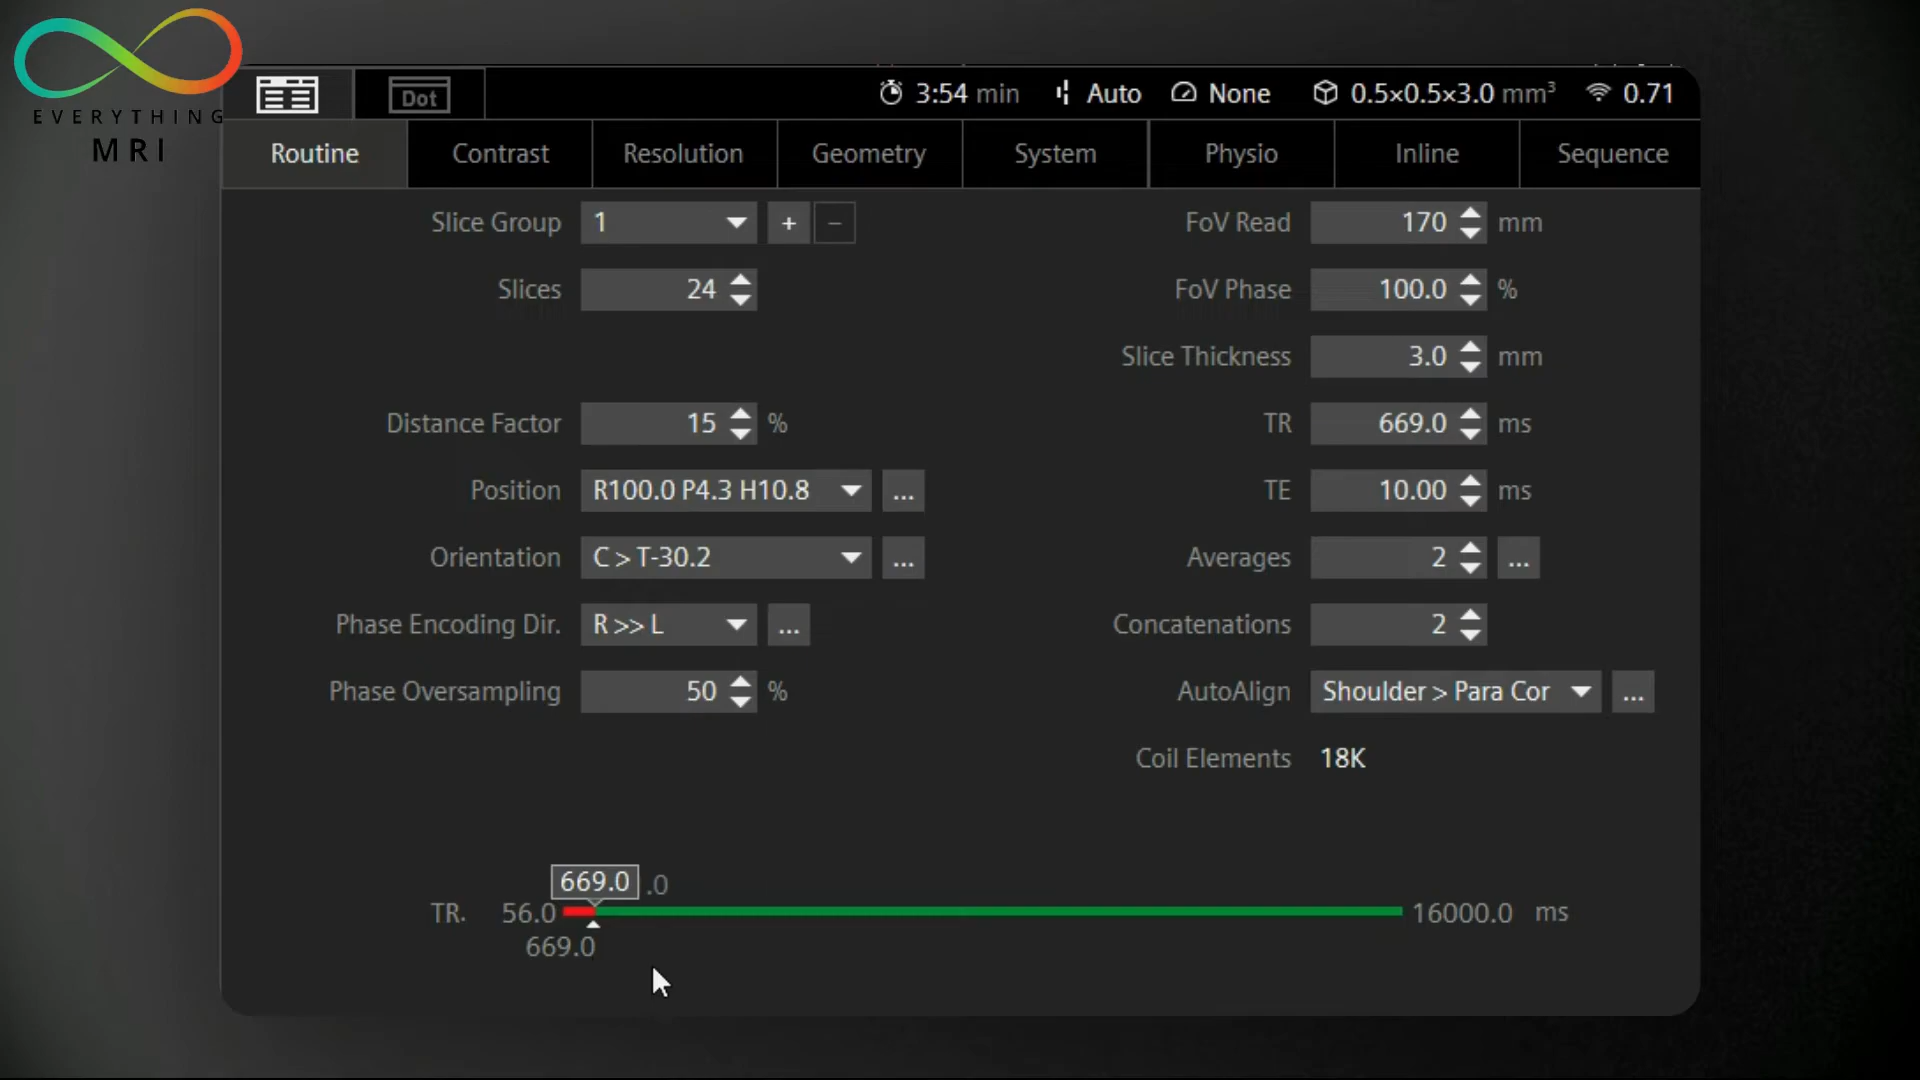 EVERYTHING
MRI
Dot
3:54 min Auto None 0.5×0.5×3.0 mm³ 0.71
Routine Contrast Resolution Geometry System Physio Inline Sequence
Slice Group 1 + − FoV Read 170 mm
Slices 24 FoV Phase 100.0 %
Slice Thickness 3.0 mm
Distance Factor 15 % TR 669.0 ms
Position R100.0 P4.3 H10.8 ... TE 10.00 ms
Orientation C > T-30.2 ... Averages 2 ...
Phase Encoding Dir. R >> L ... Concatenations 2
Phase Oversampling 50 % AutoAlign Shoulder > Para Cor ...
Coil Elements 18K
669.0 .0
TR. 56.0 16000.0 ms
669.0